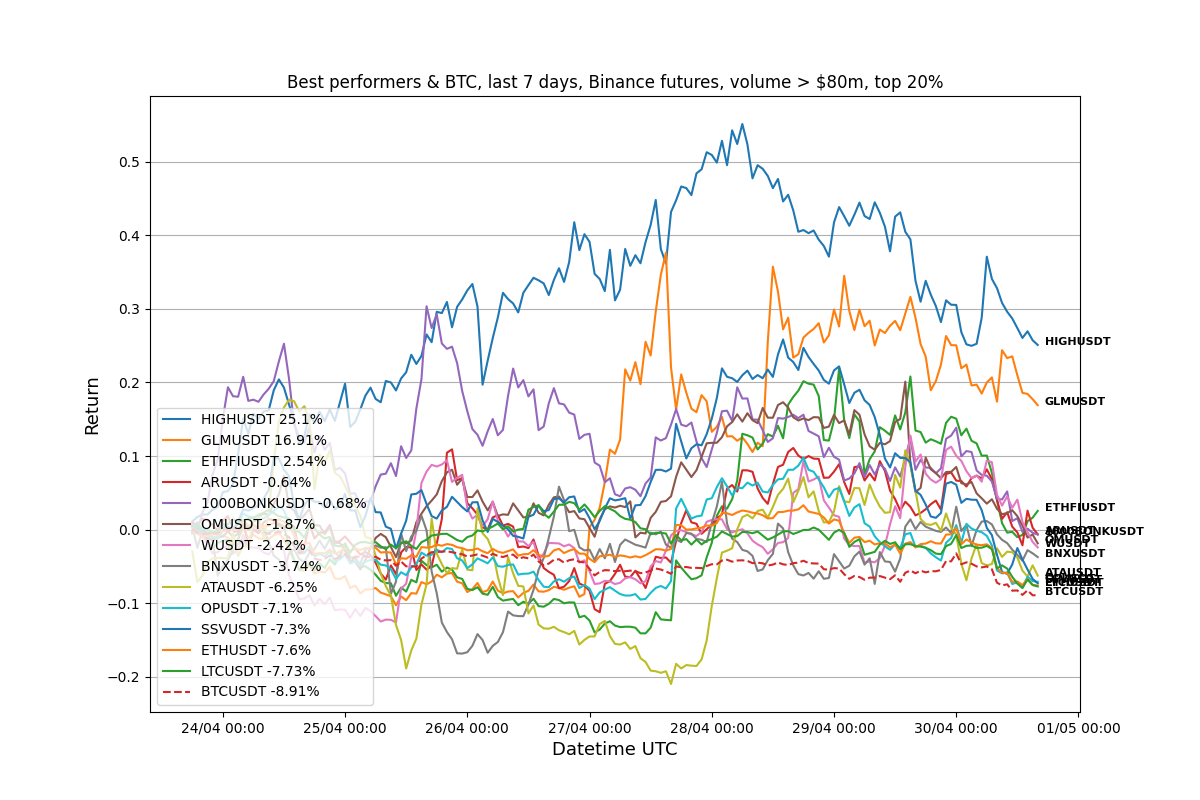 Best performers & BTC, last 7 days, Binance futures, volume > $80m, top 20%
Return
0.5
0.4
0.3
0.2
0.1
0.0
−0.1
−0.2
HIGHUSDT 25.1%
GLMUSDT 16.91%
ETHFIUSDT 2.54%
ARUSDT -0.64%
1000BONKUSDT -0.68%
OMUSDT -1.87%
WUSDT -2.42%
BNXUSDT -3.74%
ATAUSDT -6.25%
OPUSDT -7.1%
SSVUSDT -7.3%
ETHUSDT -7.6%
LTCUSDT -7.73%
BTCUSDT -8.91%
HIGHUSDT
GLMUSDT
ETHFIUSDT
BNXUSDT
ATAUSDT
BTCUSDT
24/04 00:00
25/04 00:00
26/04 00:00
27/04 00:00
28/04 00:00
29/04 00:00
30/04 00:00
01/05 00:00
Datetime UTC